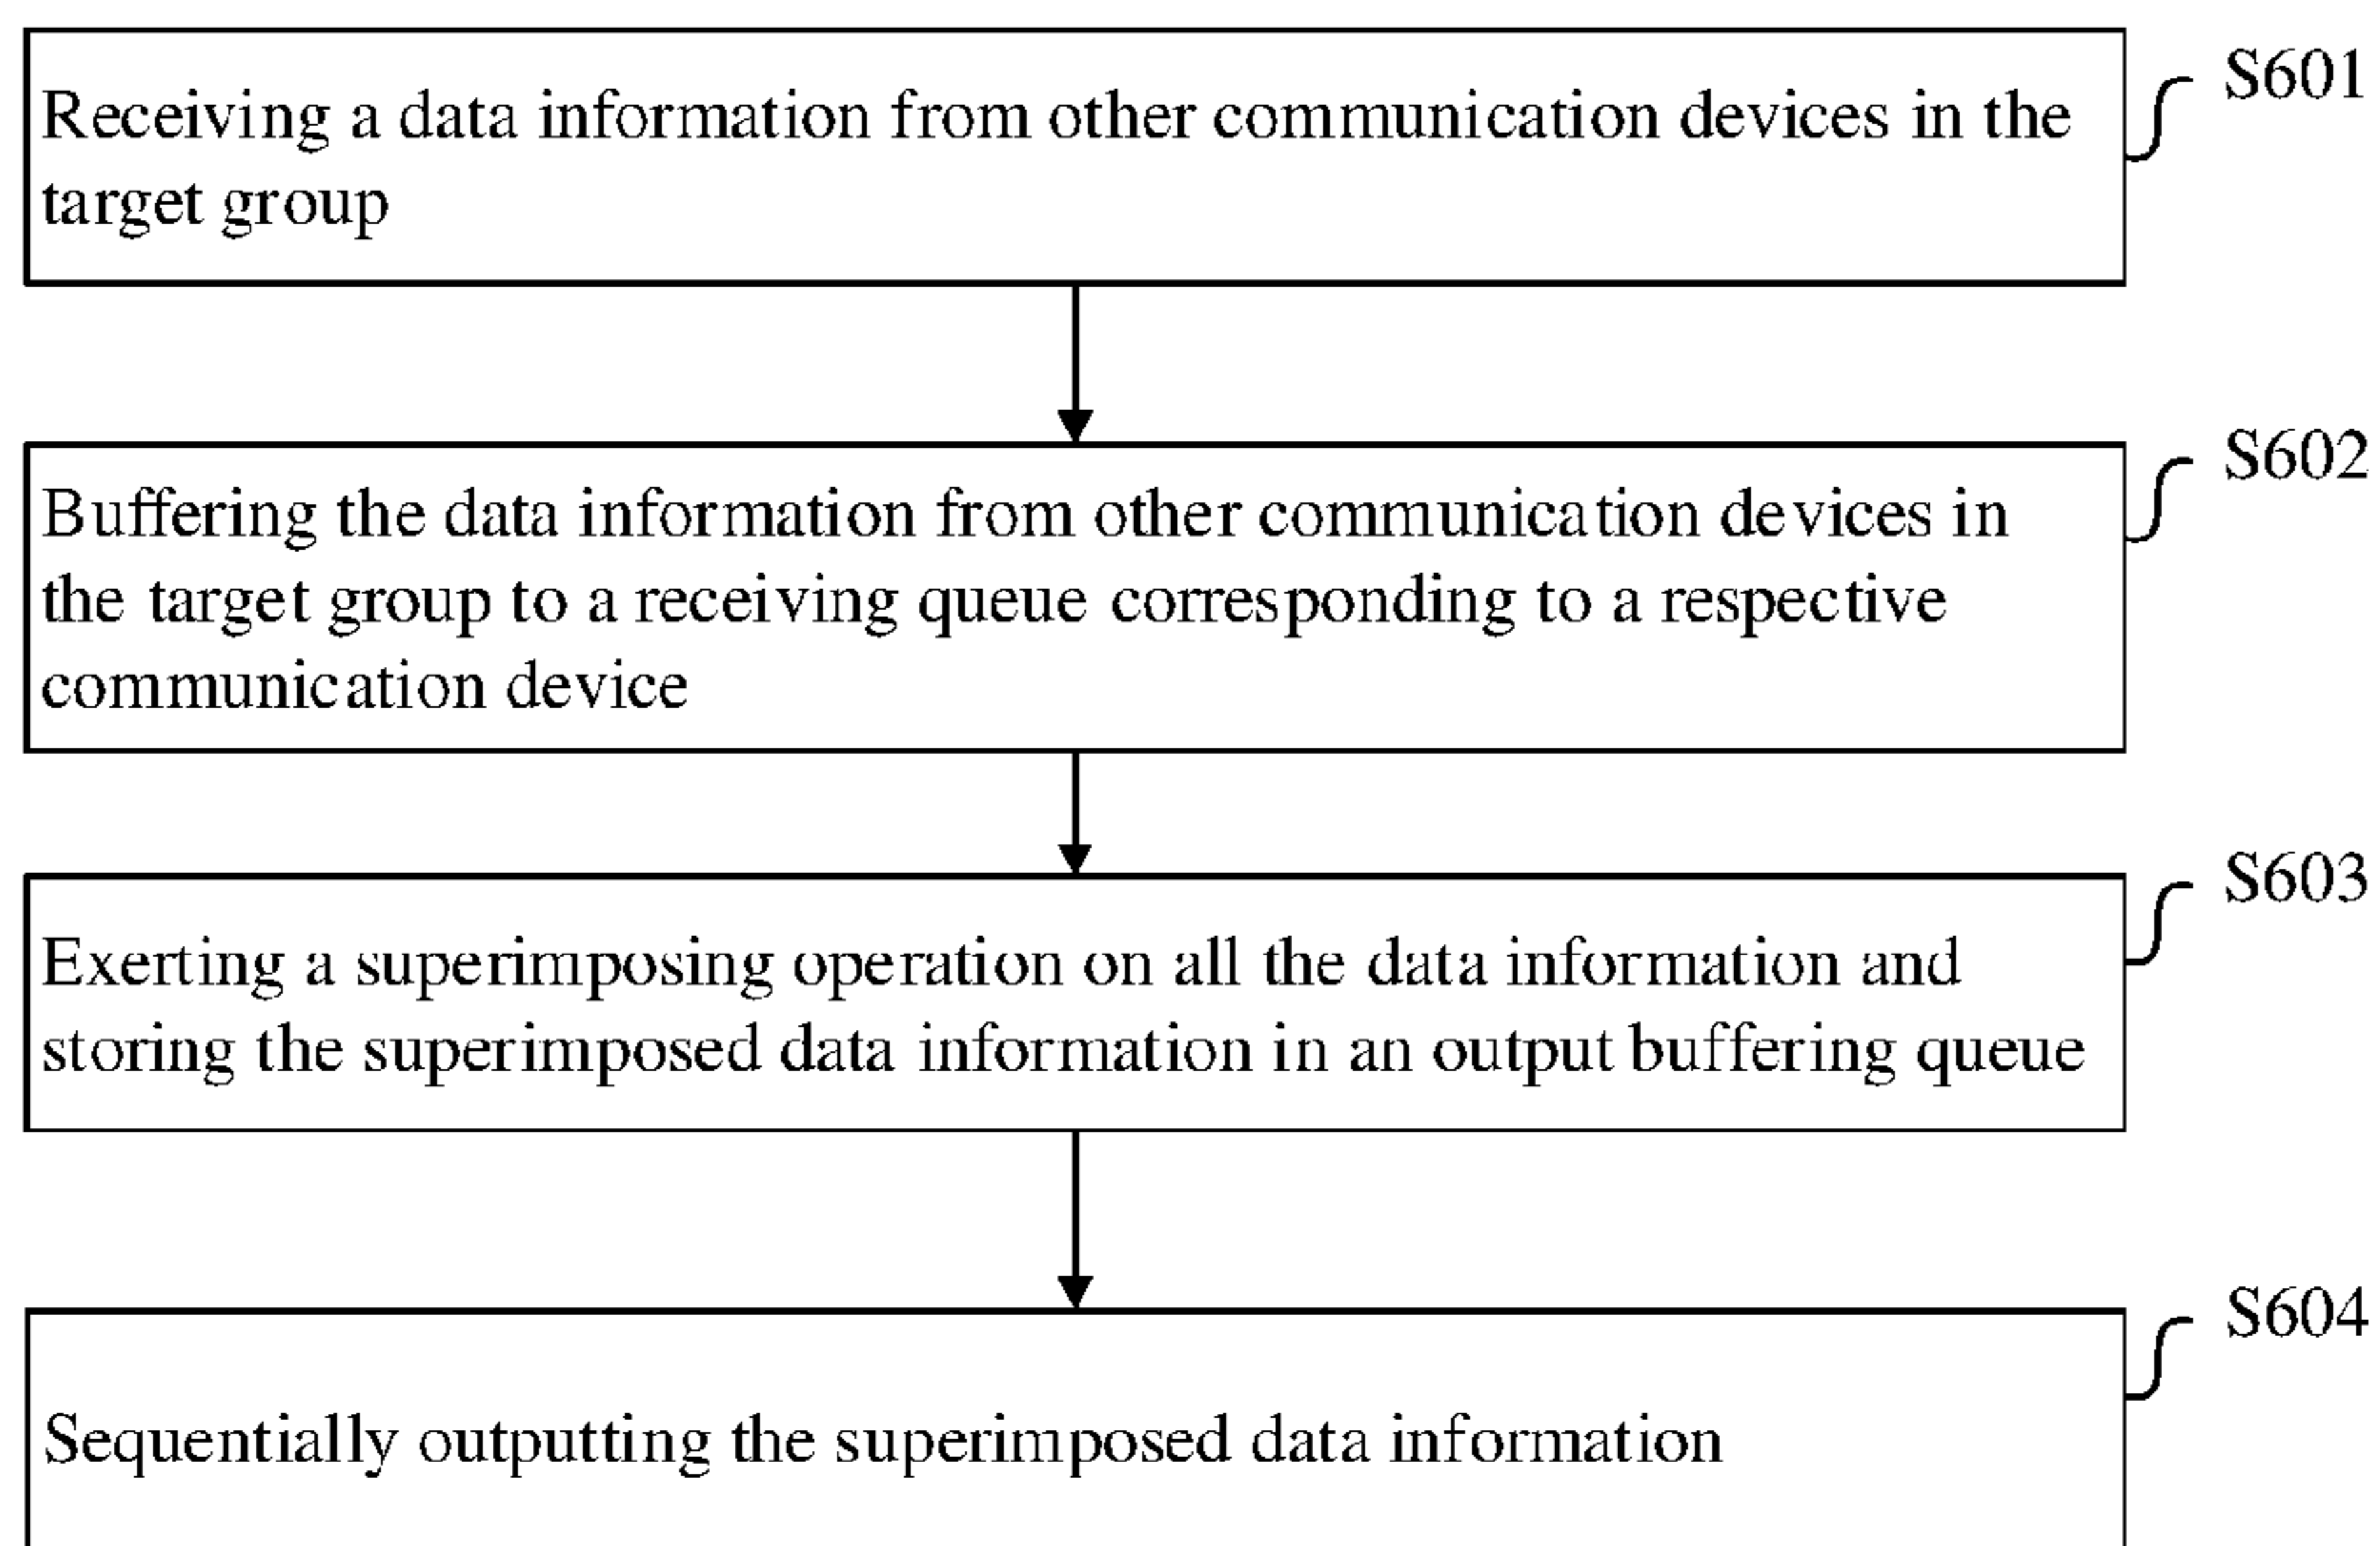 Receiving a data information from other communication devices in the
target group
S601
Buffering the data information from other communication devices in
the target group to a receiving queue corresponding to a respective
communication device
S602
Exerting a superimposing operation on all the data information and
storing the superimposed data information in an output buffering queue
S603
Sequentially outputting the superimposed data information
S604